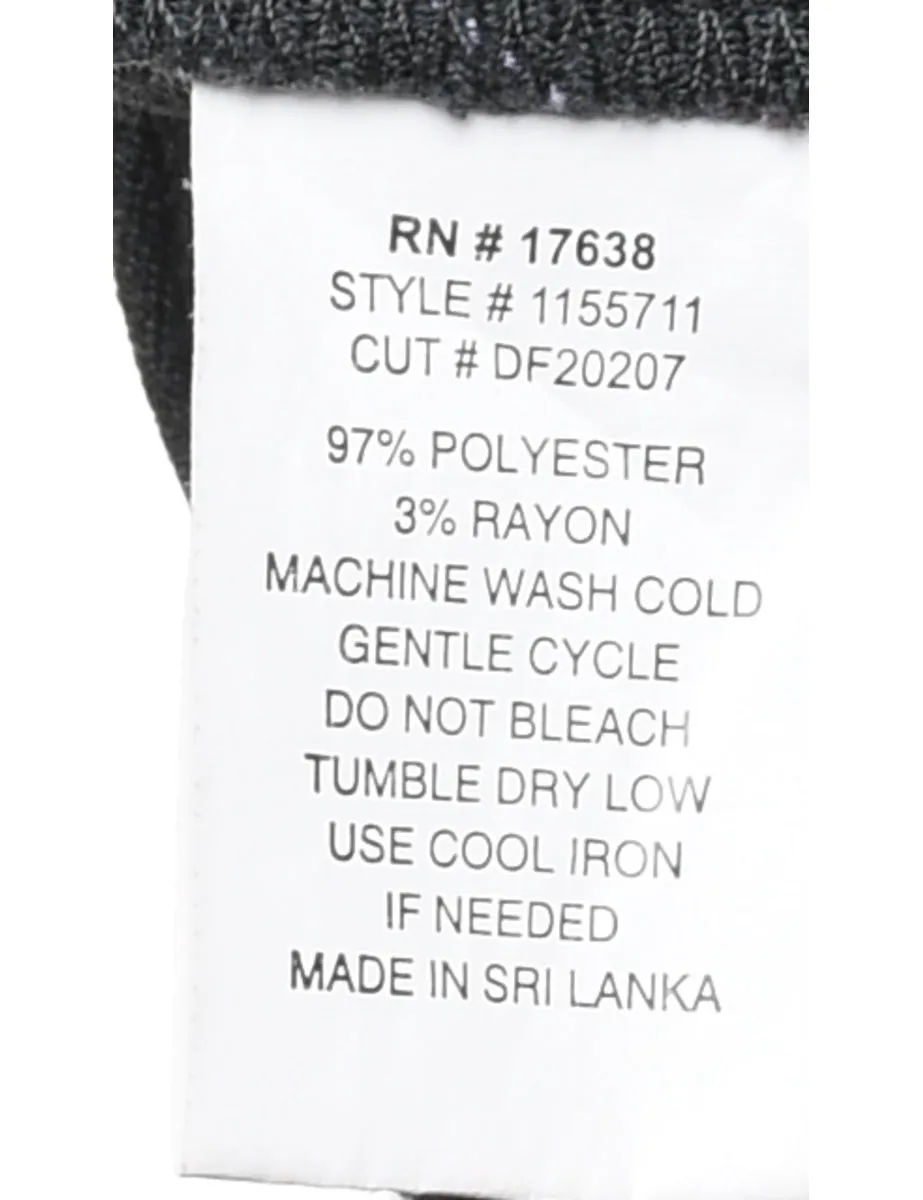 RN # 17638
STYLE # 1155711
CUT # DF20207
97% POLYESTER
3% RAYON
MACHINE WASH COLD
GENTLE CYCLE
DO NOT BLEACH
TUMBLE DRY LOW
USE COOL IRON
IF NEEDED
MADE IN SRI LANKA